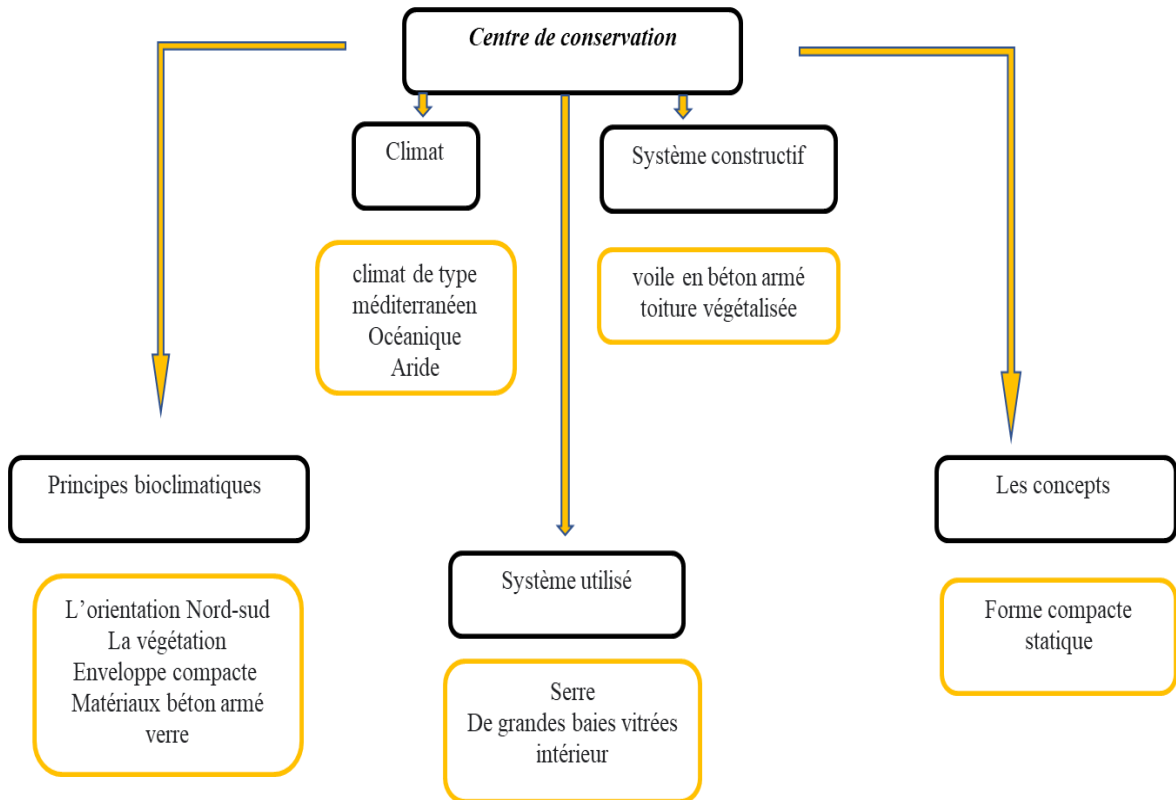 Centre de conservation
Climat
Système constructif
climat de type
méditerranéen
Océanique
Aride
voile en béton armé
toiture végétalisée
Principes bioclimatiques
Les concepts
L'orientation Nord-sud
La végétation
Enveloppe compacte
Matériaux béton armé
verre
Système utilisé
Forme compacte
statique
Serre
De grandes baies vitrées
intérieur